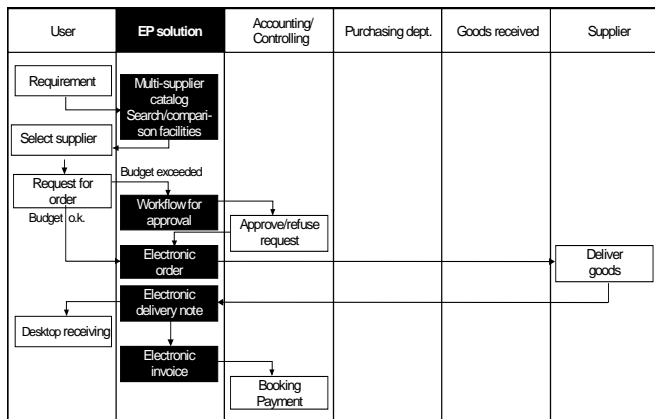 User
EP solution
Accounting/
Controlling
Purchasing dept.
Goods received
Supplier
Requirement
Multi-supplier
catalog
Search/compari-
son facilities
Select supplier
Budget exceeded
Request for
order
Workflow for
approval
Budget o.k.
Approve/refuse
request
Electronic
order
Deliver
goods
Electronic
delivery note
Desktop receiving
Electronic
invoice
Booking
Payment